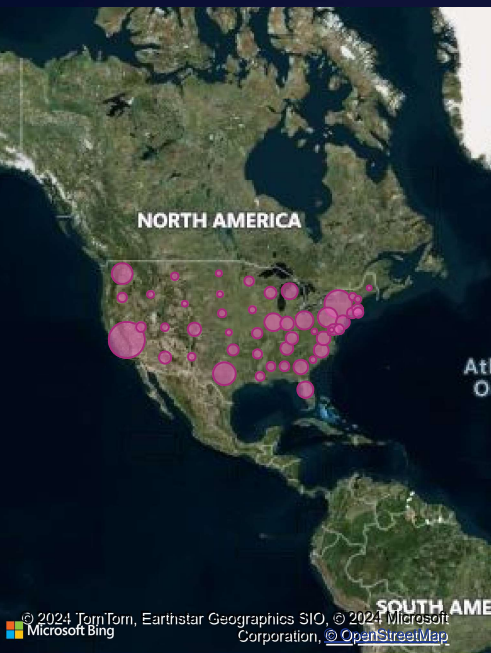 NORTH AMERICA
Atl
O
SOUTH AME
© 2024 TomTom, Earthstar Geographics SIO, © 2024 Microsoft
Microsoft Bing
Corporation, © OpenStreetMap